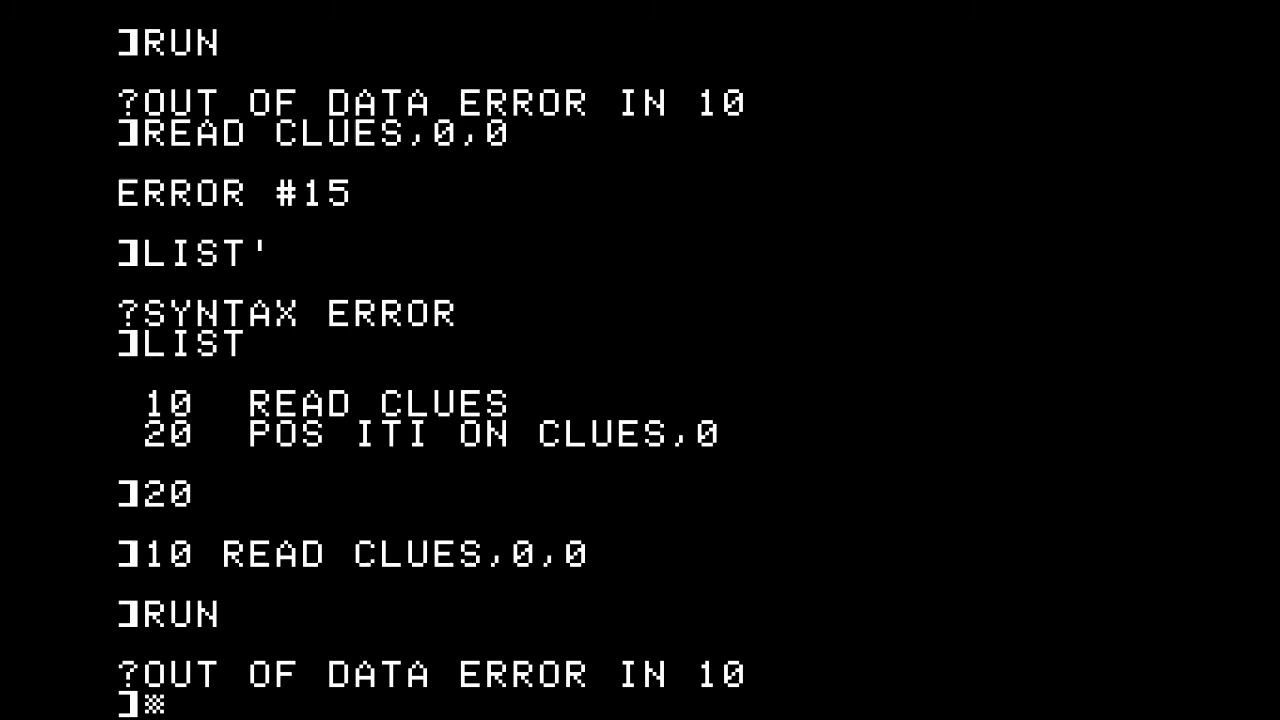 ]RUN
?OUT OF DATA ERROR IN 10
]READ CLUES,0,0
ERROR #15
]LIST'
?SYNTAX ERROR
]LIST
10 READ CLUES
20 POS ITI ON CLUES,0
]20
]10 READ CLUES,0,0
]RUN
?OUT OF DATA ERROR IN 10
]